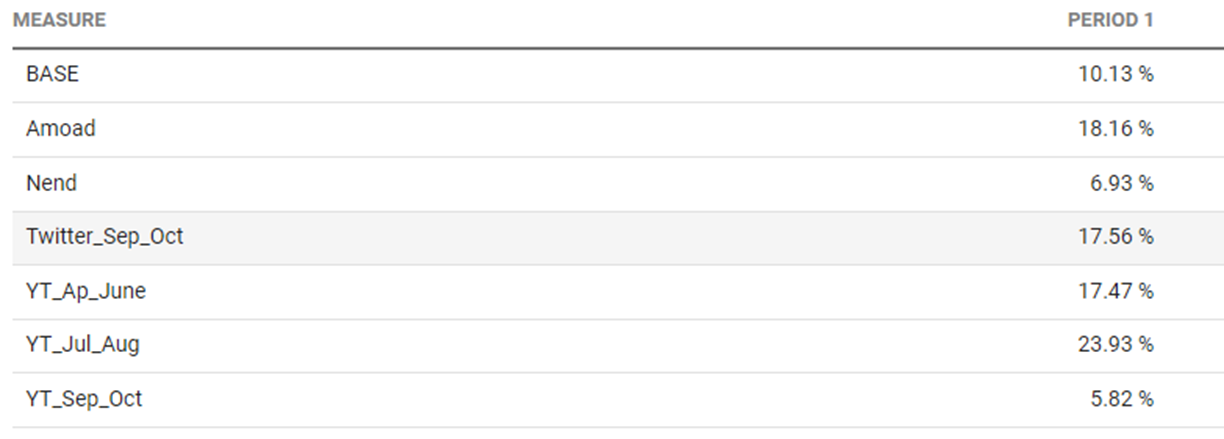 MEASURE PERIOD 1
BASE 10.13 %
Amoad 18.16 %
Nend 6.93 %
Twitter_Sep_Oct 17.56 %
YT_Ap_June 17.47 %
YT_Jul_Aug 23.93 %
YT_Sep_Oct 5.82 %